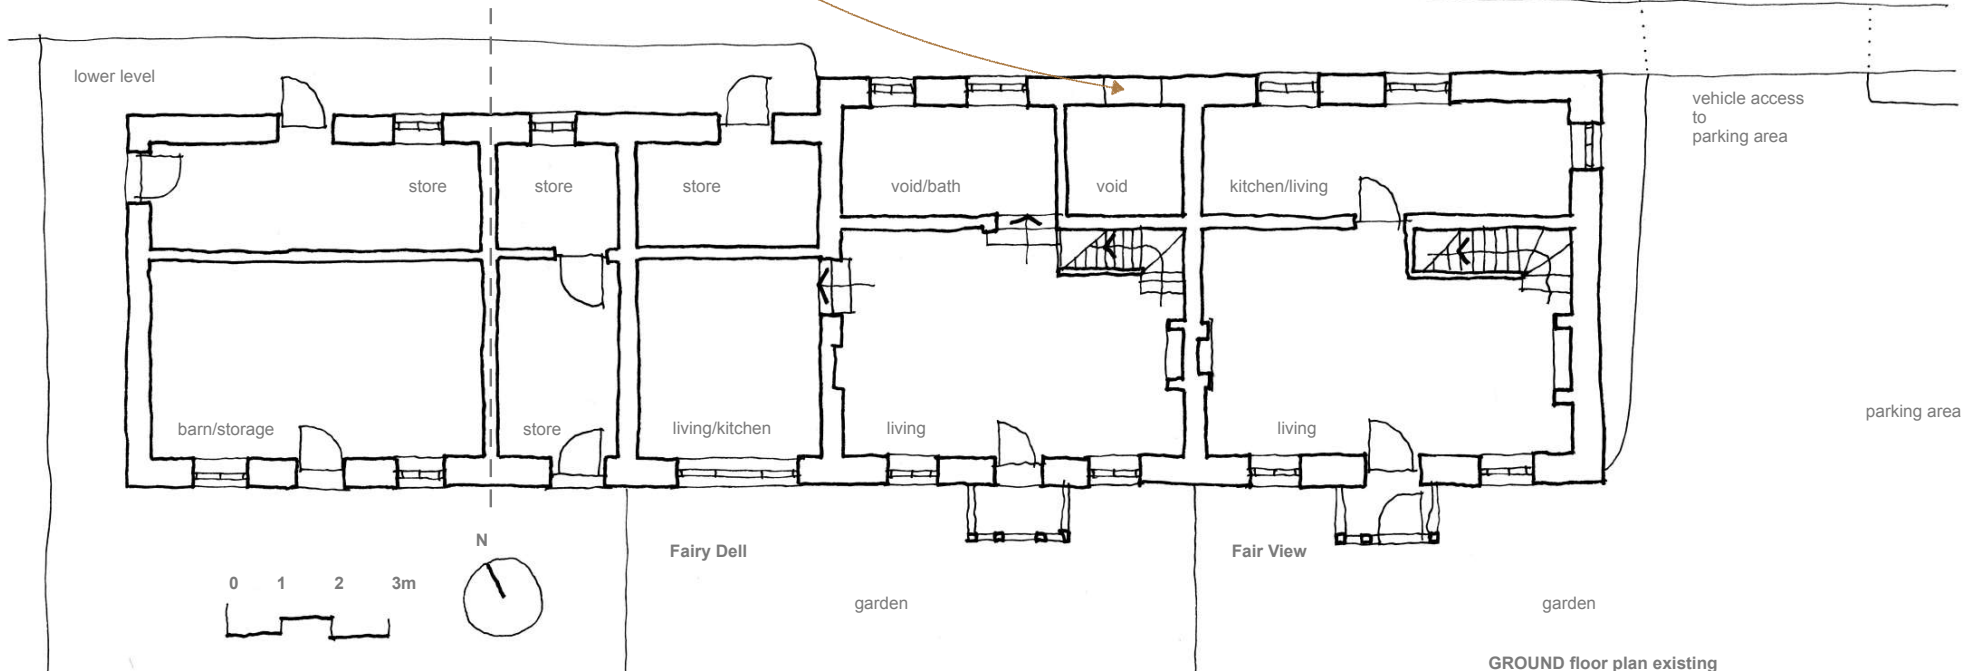 lower level
vehicle access
to
parking area
store
store
store
void/bath
void
kitchen/living
parking area
barn/storage
store
living/kitchen
living
living
N
Fairy Dell
Fair View
0 1 2 3m
garden
garden
GROUND floor plan existing